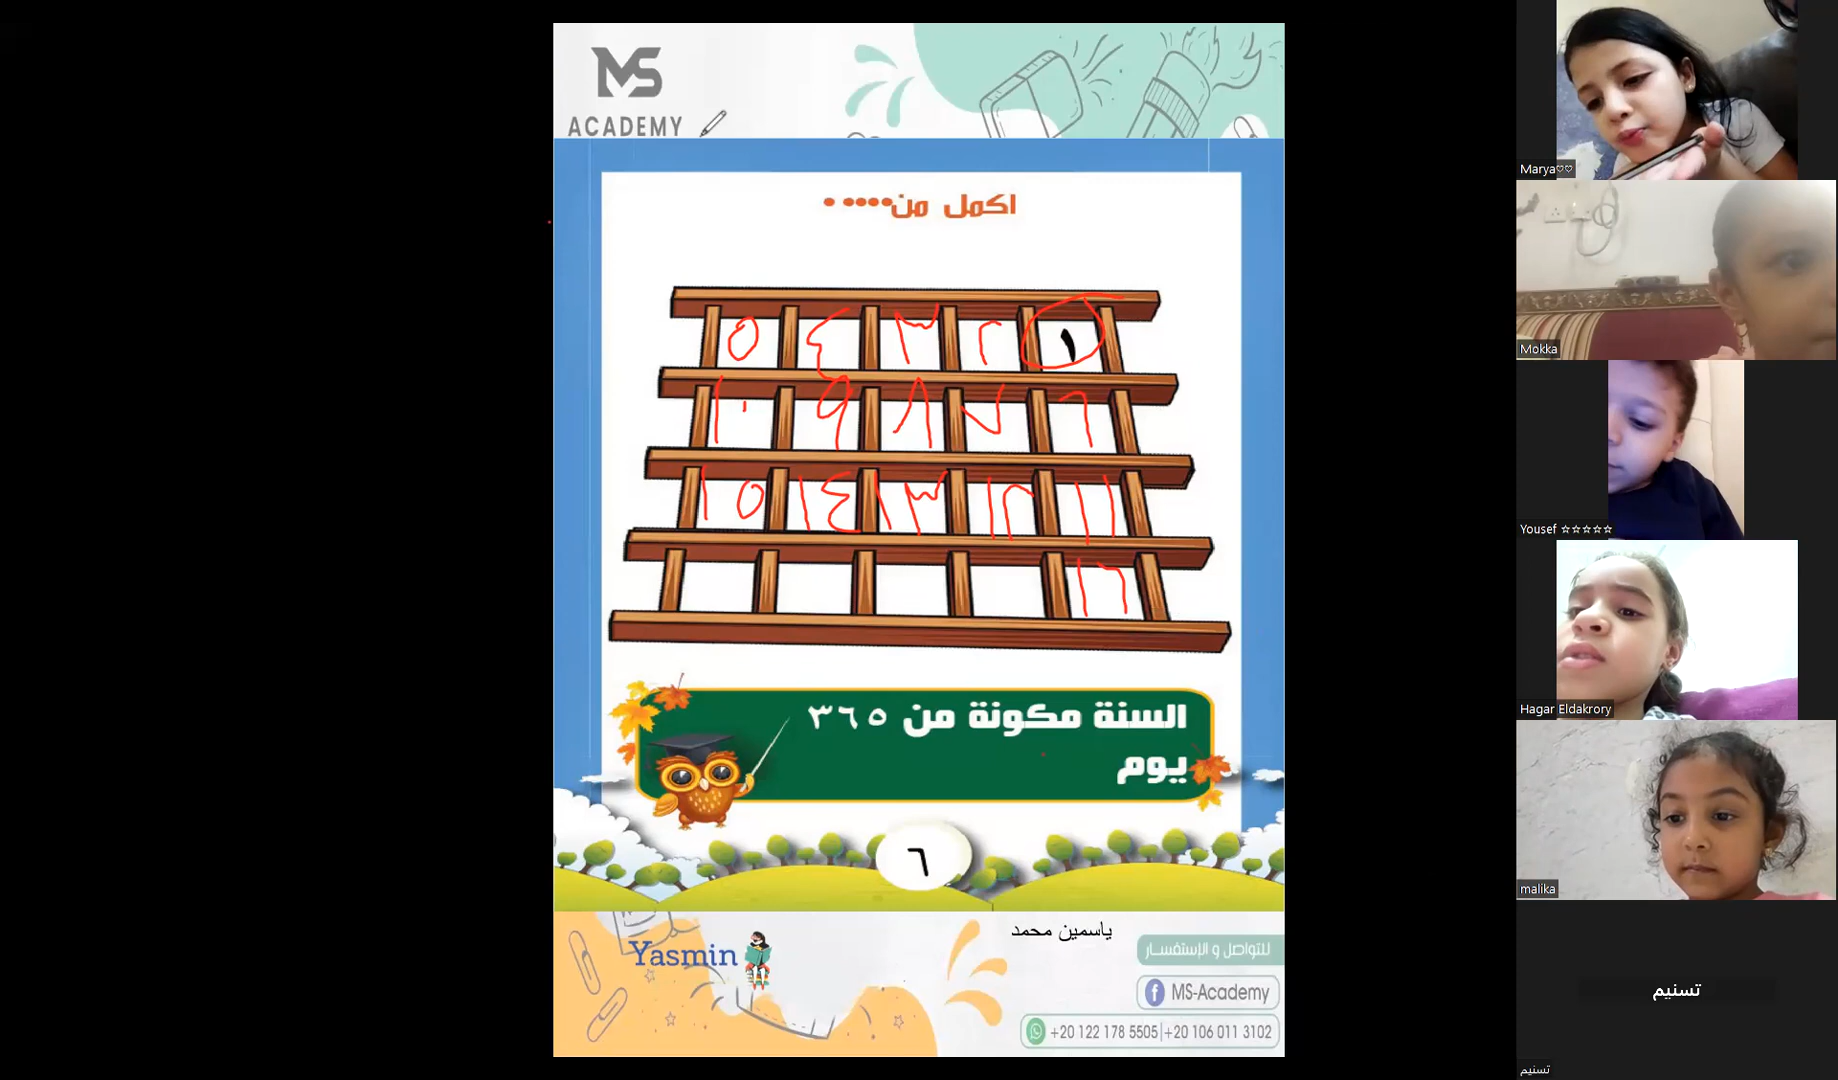 MS
ACADEMY
اكمل من.....
١ ٢ ٣ ٤ ٥
٦ ٧ ٨ ٩ ١٠
١١ ١٢ ١٣ ١٤ ١٥
١٦
السنة مكونة من ٣٦٥
يوم
٦
ياسمين محمد
Yasmin
للتواصل و الإستفسار
MS-Academy
+20 122 178 5505|+20 106 011 3102
Marya♡♡
Mokka
Yousef ☆☆☆☆☆
Hagar Eldakrory
malika
تسنيم
تسنيم